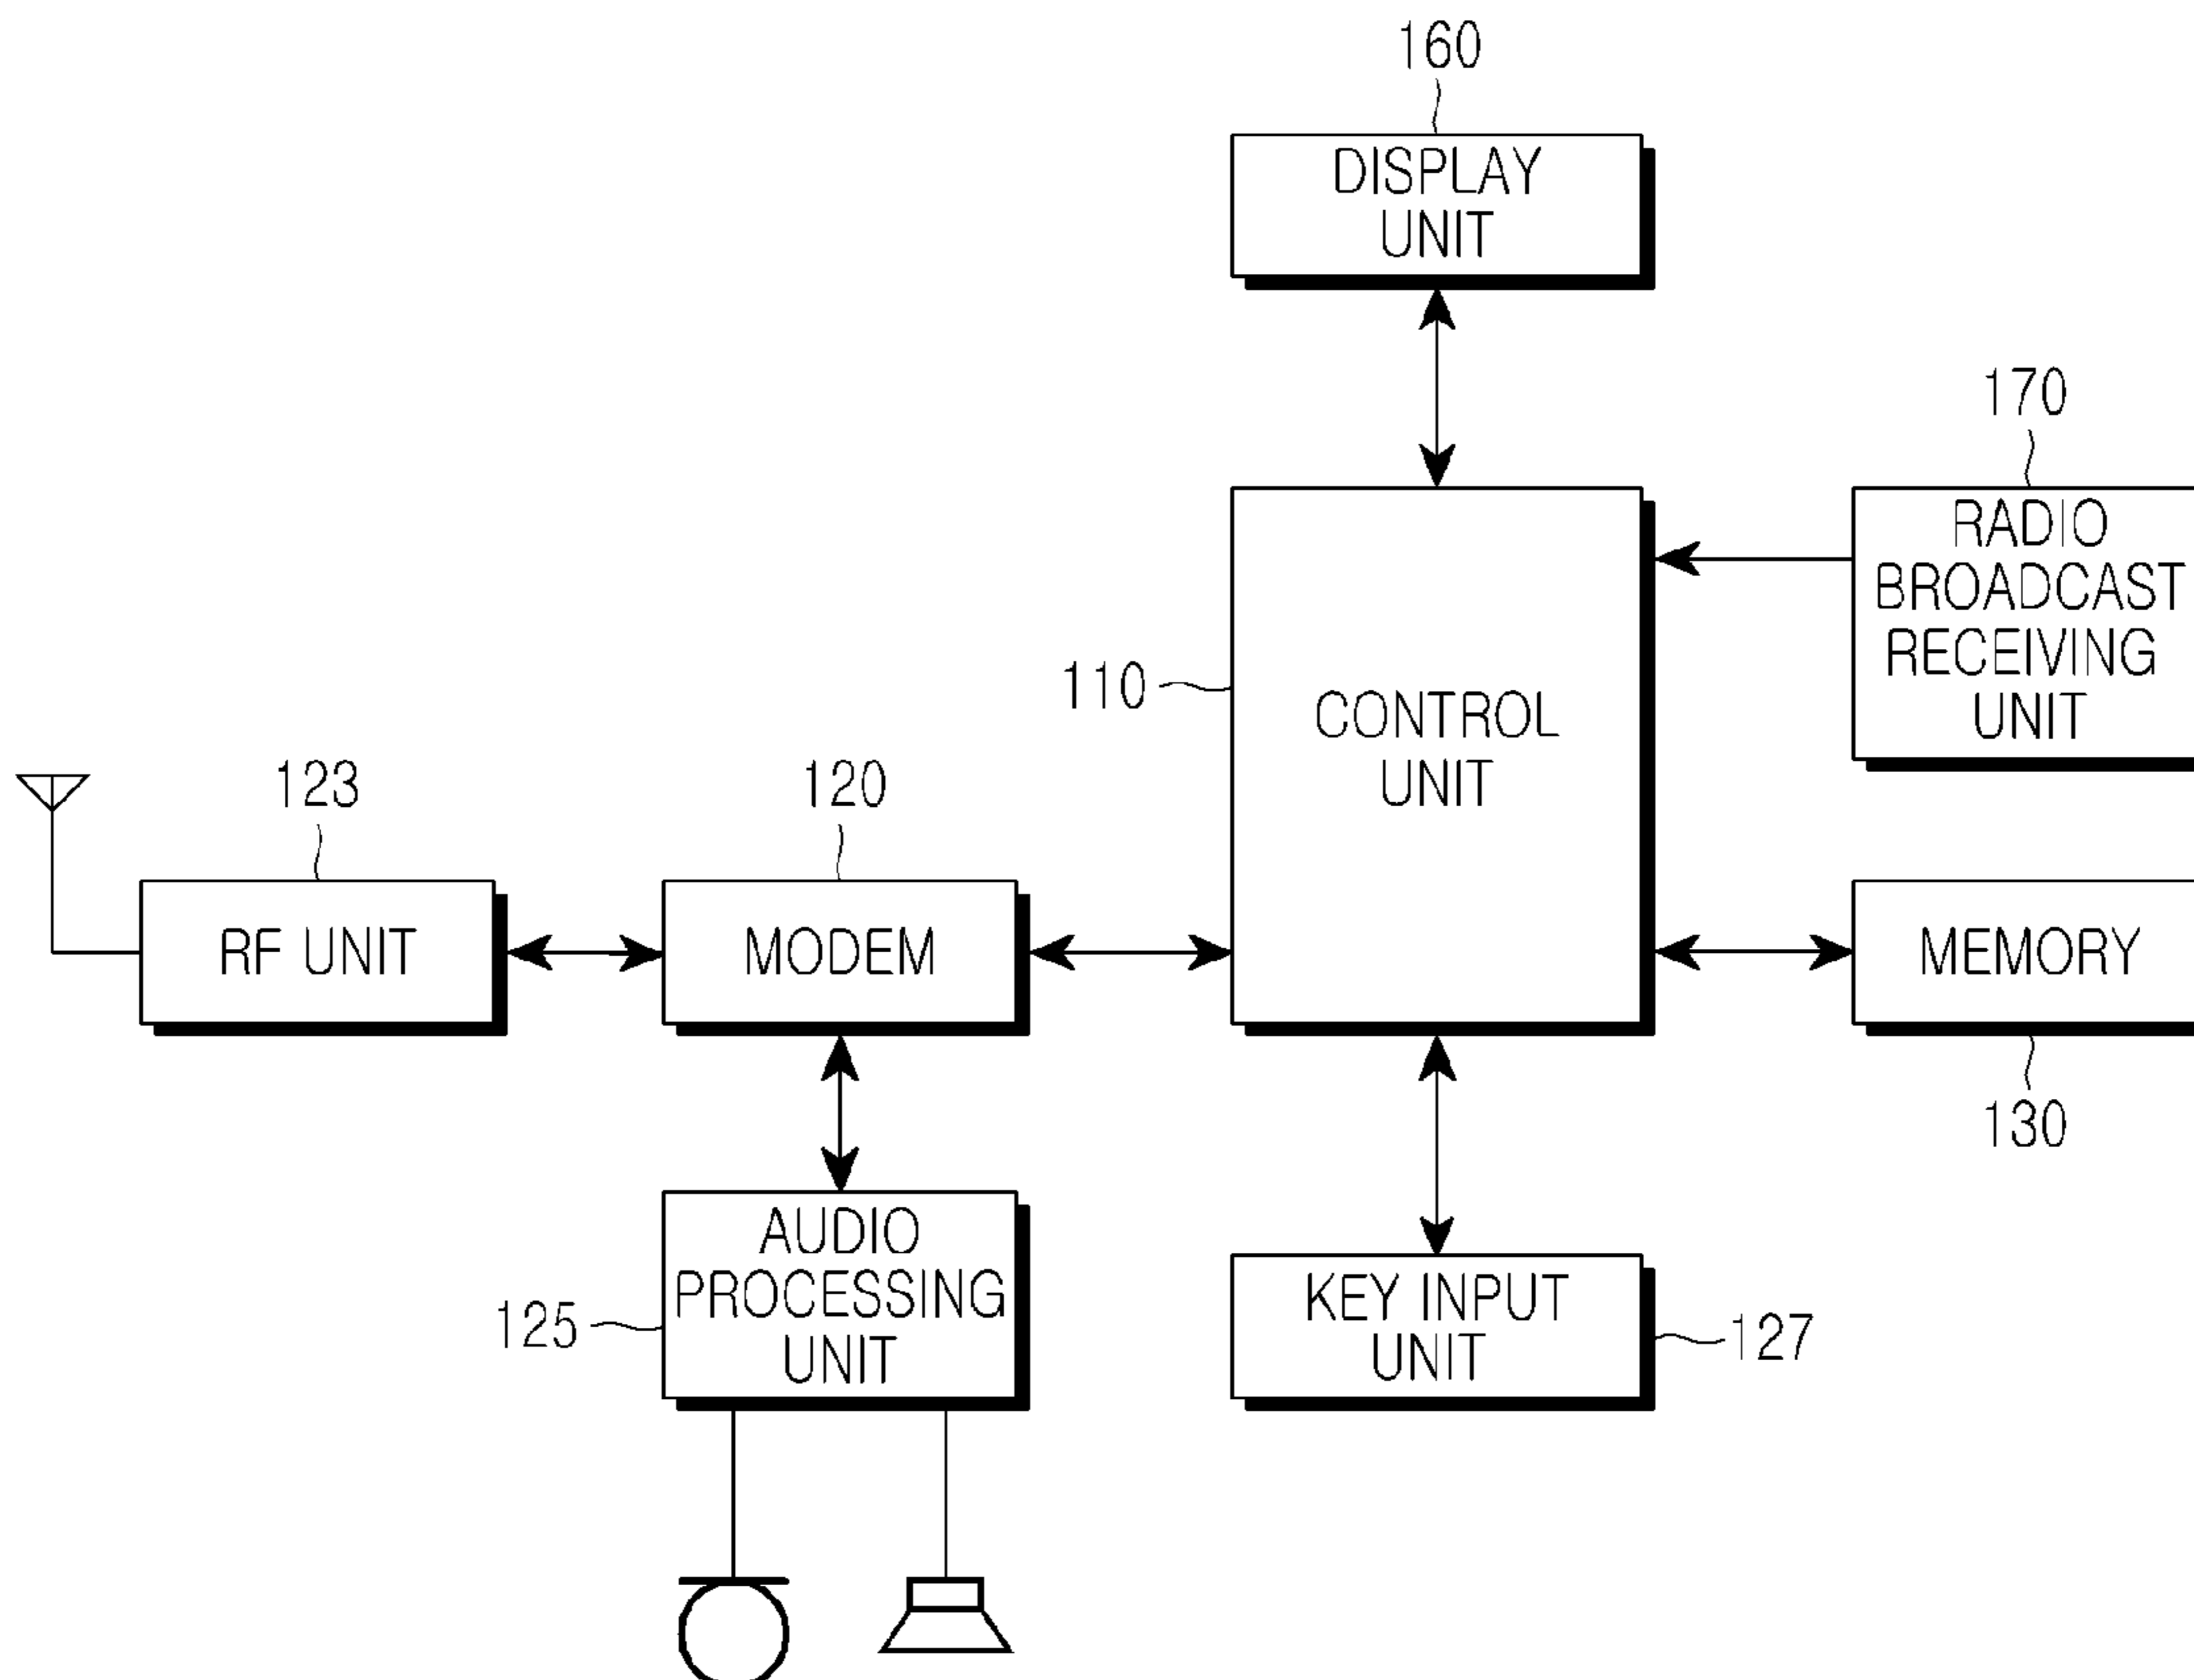 160
DISPLAY
UNIT
170
RADIO
BROADCAST
RECEIVING
UNIT
110
CONTROL
UNIT
123
120
RF UNIT
MODEM
MEMORY
130
AUDIO
PROCESSING
UNIT
125
KEY INPUT
UNIT
127